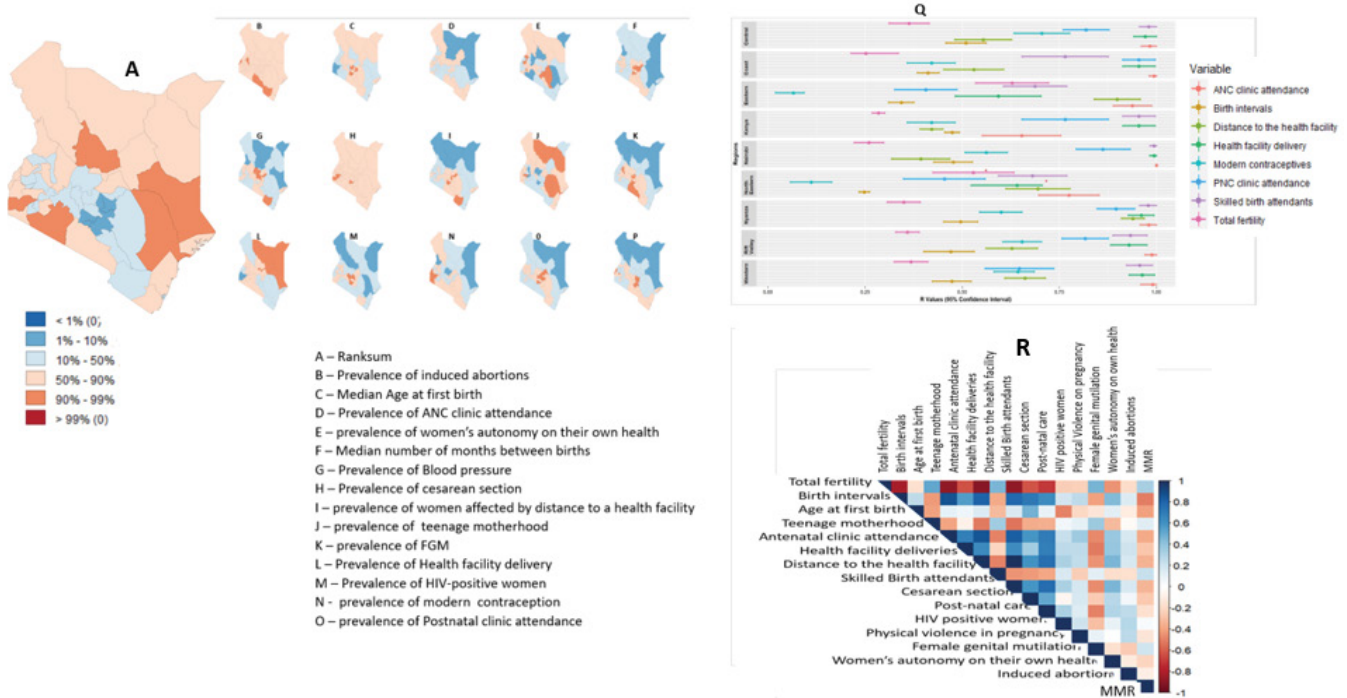 A
B
C
D
E
F
G
H
I
J
K
L
M
N
O
P
< 1% (0)
1% - 10%
10% - 50%
50% - 90%
90% - 99%
> 99% (0)
A – Ranksum
B – Prevalence of induced abortions
C – Median Age at first birth
D – Prevalence of ANC clinic attendance
E – prevalence of women's autonomy on their own health
F – Median number of months between births
G – Prevalence of Blood pressure
H – Prevalence of cesarean section
I – prevalence of women affected by distance to a health facility
J – prevalence of teenage motherhood
K – prevalence of FGM
L – Prevalence of Health facility delivery
M – Prevalence of HIV-positive women
N - prevalence of modern contraception
O – prevalence of Postnatal clinic attendance
Q
Regions
Central
Coast
Eastern
Kenya
Nairobi
North Eastern
Nyanza
Rift Valley
Western
0.00
0.25
0.50
0.75
1.00
R Values (95% Confidence Interval)
Variable
ANC clinic attendance
Birth intervals
Distance to the health facility
Health facility delivery
Modern contraceptives
PNC clinic attendance
Skilled birth attendants
Total fertility
R
Total fertility
Birth intervals
Age at first birth
Teenage motherhood
Antenatal clinic attendance
Health facility deliveries
Distance to the health facility
Skilled Birth attendants
Cesarean section
Post-natal care
HIV positive women
Physical Violence on pregnancy
Female genital mutilation
Women's autonomy on own health
Induced abortions
MMR
Total fertility
Birth intervals
Age at first birth
Teenage motherhood
Antenatal clinic attendance
Health facility deliveries
Distance to the health facility
Skilled Birth attendants
Cesarean section
Post-natal care
HIV positive women
Physical violence in pregnancy
Female genital mutilation
Women's autonomy on their own health
Induced abortions
MMR
1
0.8
0.6
0.4
0.2
0
-0.2
-0.4
-0.6
-0.8
-1